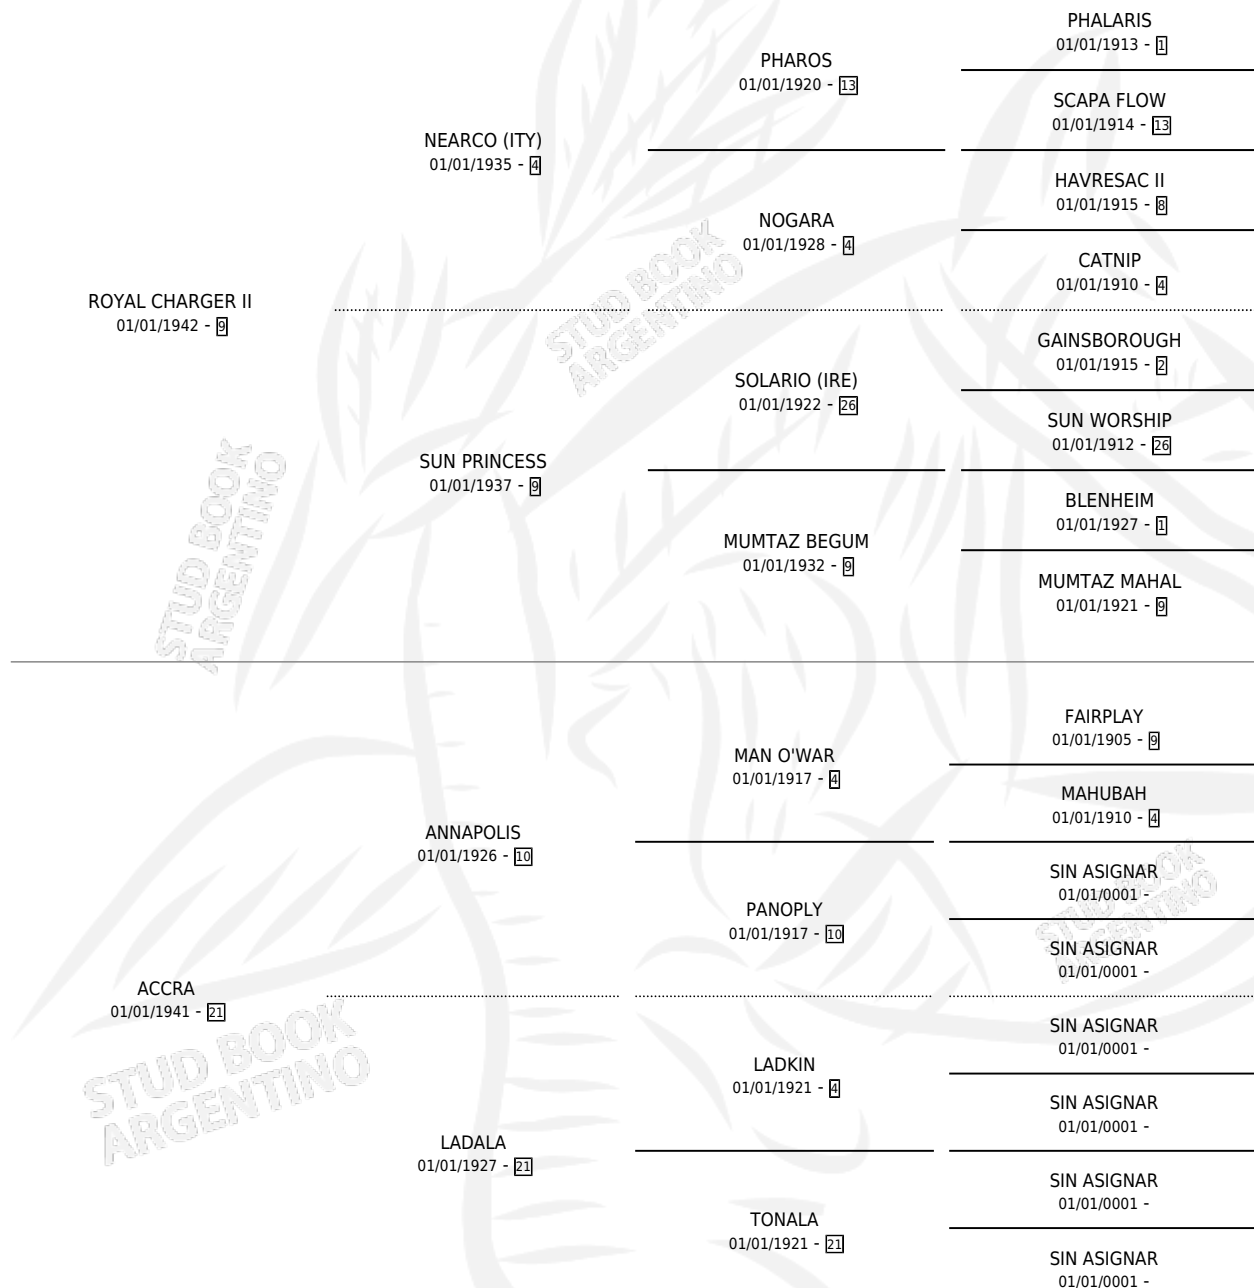 PHALARIS
01/01/1913 - 1
PHAROS
01/01/1920 - 13
SCAPA FLOW
01/01/1914 - 13
NEARCO (ITY)
01/01/1935 - 4
HAVRESAC II
01/01/1915 - 8
NOGARA
01/01/1928 - 4
CATNIP
01/01/1910 - 4
ROYAL CHARGER II
01/01/1942 - 9
GAINSBOROUGH
01/01/1915 - 2
SOLARIO (IRE)
01/01/1922 - 26
SUN WORSHIP
01/01/1912 - 26
SUN PRINCESS
01/01/1937 - 9
BLENHEIM
01/01/1927 - 1
MUMTAZ BEGUM
01/01/1932 - 9
MUMTAZ MAHAL
01/01/1921 - 9
FAIRPLAY
01/01/1905 - 9
MAN O'WAR
01/01/1917 - 4
MAHUBAH
01/01/1910 - 4
ANNAPOLIS
01/01/1926 - 10
SIN ASIGNAR
01/01/0001 -
PANOPLY
01/01/1917 - 10
SIN ASIGNAR
01/01/0001 -
ACCRA
01/01/1941 - 21
SIN ASIGNAR
01/01/0001 -
LADKIN
01/01/1921 - 4
SIN ASIGNAR
01/01/0001 -
LADALA
01/01/1927 - 21
SIN ASIGNAR
01/01/0001 -
TONALA
01/01/1921 - 21
SIN ASIGNAR
01/01/0001 -
STUD BOOK
ARGENTINO
STUD BOOK
ARGENTINO
STUD BOOK
ARGENTINO
STUD BOOK
ARGENTINO